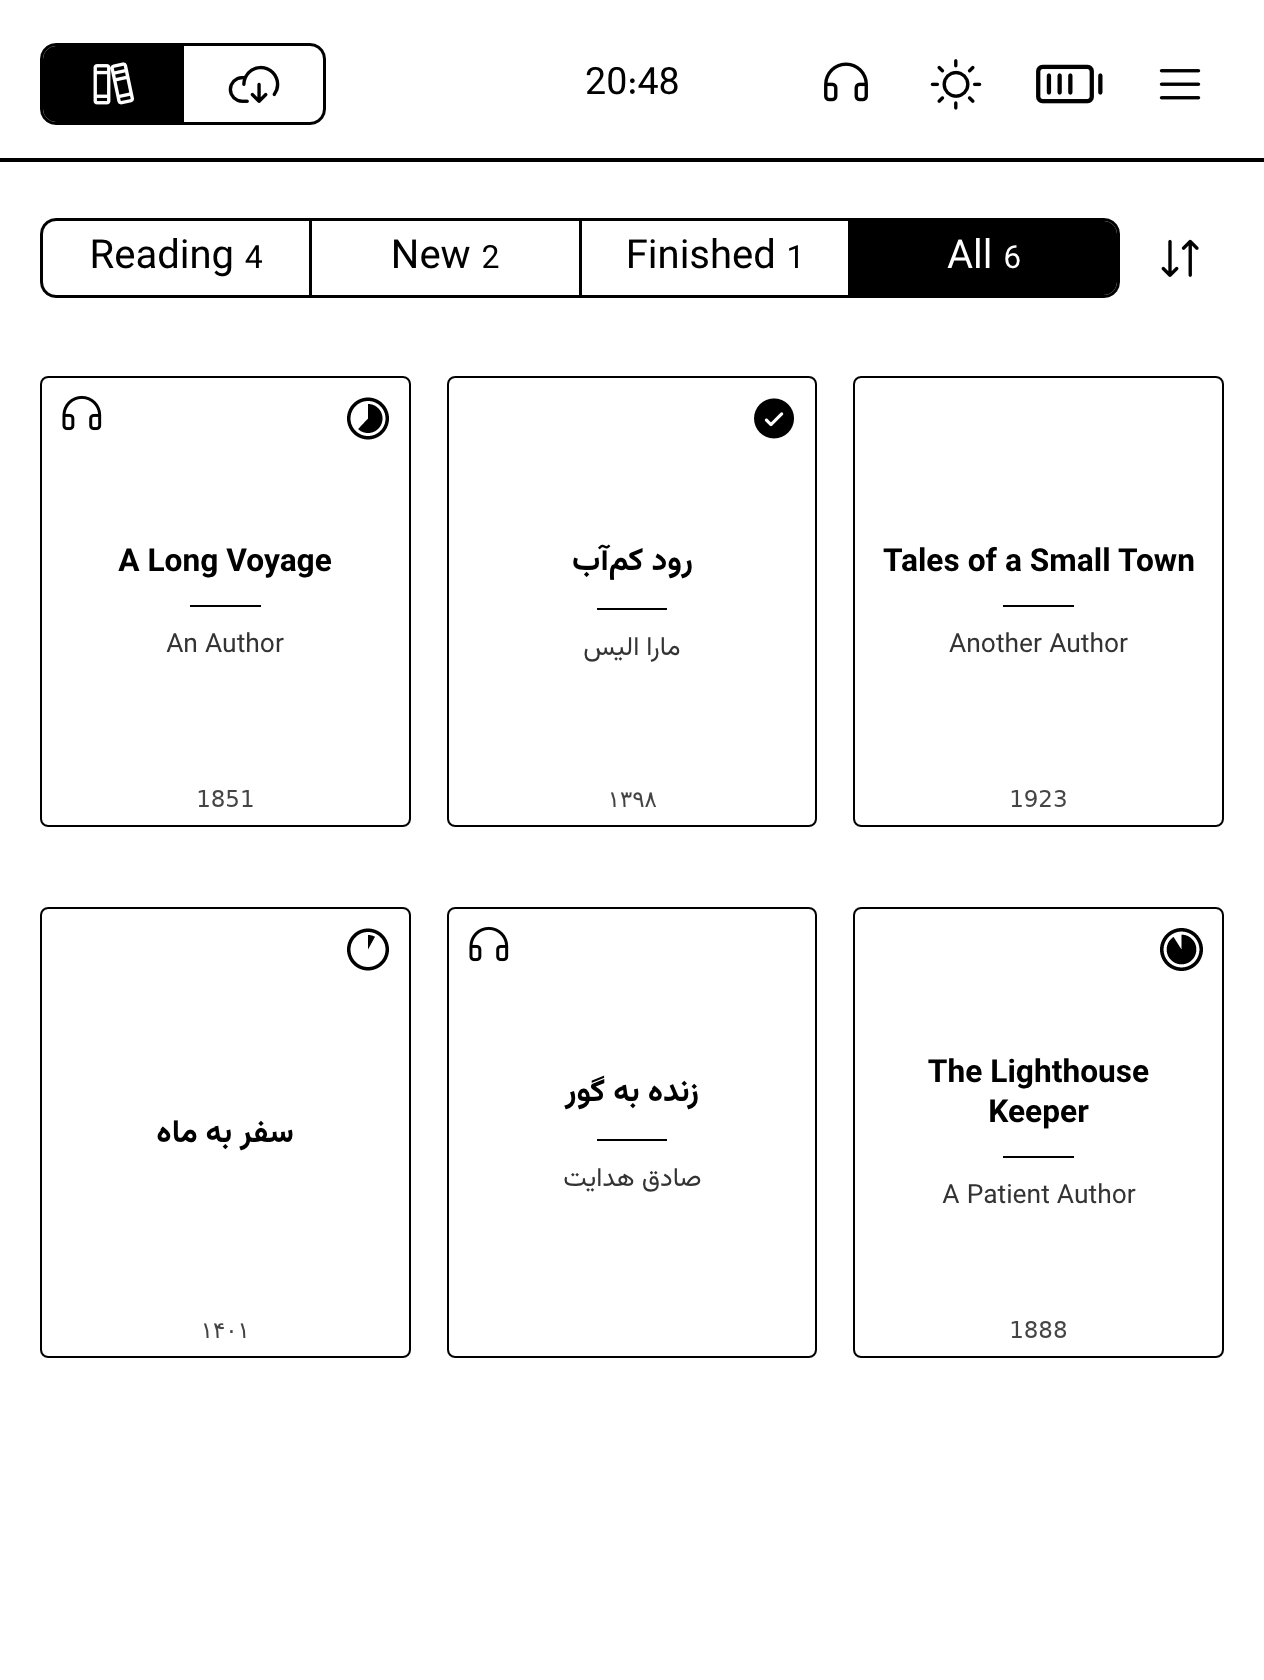 20:48
Reading 4
New 2
Finished 1
All 6
A Long Voyage
An Author
1851
رود کم‌آب
مارا الیس
۱۳۹۸
Tales of a Small Town
Another Author
1923
سفر به ماه
۱۴۰۱
زنده به گور
صادق هدایت
The Lighthouse
Keeper
A Patient Author
1888